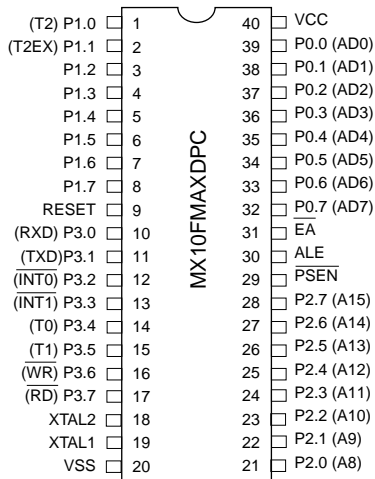 (T2) P1.0 1 40 VCC
(T2EX) P1.1 2 39 P0.0 (AD0)
P1.2 3 38 P0.1 (AD1)
P1.3 4 37 P0.2 (AD2)
P1.4 5 36 P0.3 (AD3)
P1.5 6 35 P0.4 (AD4)
P1.6 7 34 P0.5 (AD5)
P1.7 8 33 P0.6 (AD6)
RESET 9 32 P0.7 (AD7)
(RXD) P3.0 10 31 EA
(TXD)P3.1 11 30 ALE
(INT0) P3.2 12 29 PSEN
(INT1) P3.3 13 28 P2.7 (A15)
(T0) P3.4 14 27 P2.6 (A14)
(T1) P3.5 15 26 P2.5 (A13)
(WR) P3.6 16 25 P2.4 (A12)
(RD) P3.7 17 24 P2.3 (A11)
XTAL2 18 23 P2.2 (A10)
XTAL1 19 22 P2.1 (A9)
VSS 20 21 P2.0 (A8)
MX10FMAXDPC